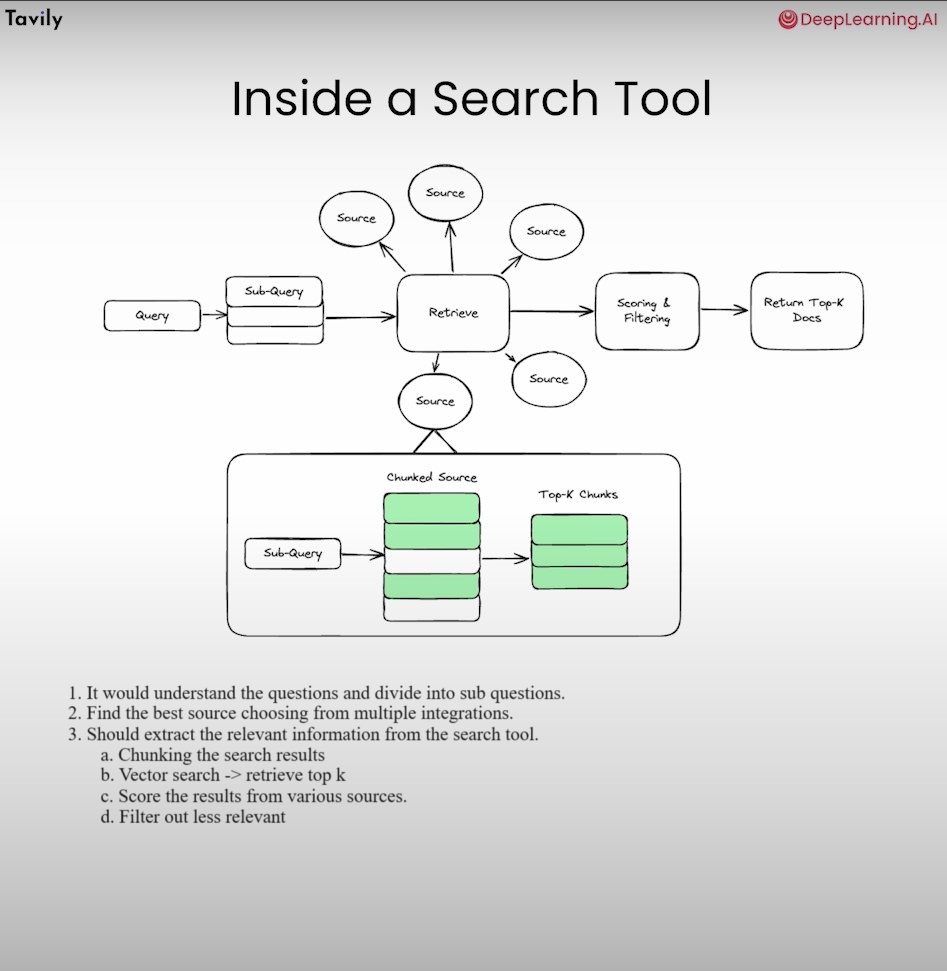 Tavily
DeepLearning.AI
Inside a Search Tool
Source
Source
Source
Query
Sub-Query
Retrieve
Scoring &
Filtering
Return Top-K
Docs
Source
Source
Chunked Source
Top-K Chunks
Sub-Query
1. It would understand the questions and divide into sub questions.
2. Find the best source choosing from multiple integrations.
3. Should extract the relevant information from the search tool.
a. Chunking the search results
b. Vector search -> retrieve top k
c. Score the results from various sources.
d. Filter out less relevant